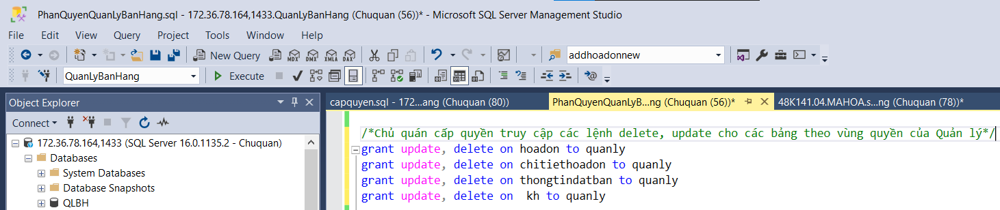 PhanQuyenQuanLyBanHang.sql - 172.36.78.164,1433.QuanLyBanHang (Chuquan (56))* - Microsoft SQL Server Management Studio
File Edit View Query Project Tools Window Help
New Query MDX DMX XMLA DAX addhoadonnew
QuanLyBanHang Execute
Object Explorer
capquyen.sql - 172...ang (Chuquan (80)) PhanQuyenQuanLyB...ng (Chuquan (56))* 48K141.04.MAHOA.s...ng (Chuquan (78))*
Connect
172.36.78.164,1433 (SQL Server 16.0.1135.2 - Chuquan)
Databases
System Databases
Database Snapshots
QLBH
/*Chủ quán cấp quyền truy cập các lệnh delete, update cho các bảng theo vùng quyền của Quản lý*/
grant update, delete on hoadon to quanly
grant update, delete on chitiethoadon to quanly
grant update, delete on thongtindatban to quanly
grant update, delete on  kh to quanly